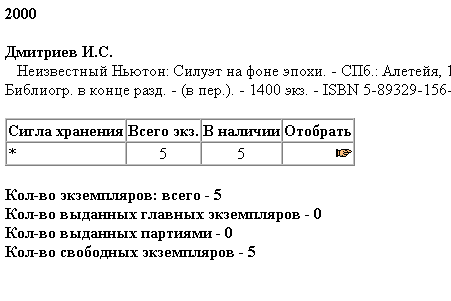 2000
Дмитриев И.С.
Неизвестный Ньютон: Силуэт на фоне эпохи. - СПб.: Алетейя, 1
Библиогр. в конце разд. - (в пер.). - 1400 экз. - ISBN 5-89329-156-
Сигла хранения Всего экз. В наличии Отобрать
* 5 5
Кол-во экземпляров: всего - 5
Кол-во выданных главных экземпляров - 0
Кол-во выданных партиями - 0
Кол-во свободных экземпляров - 5